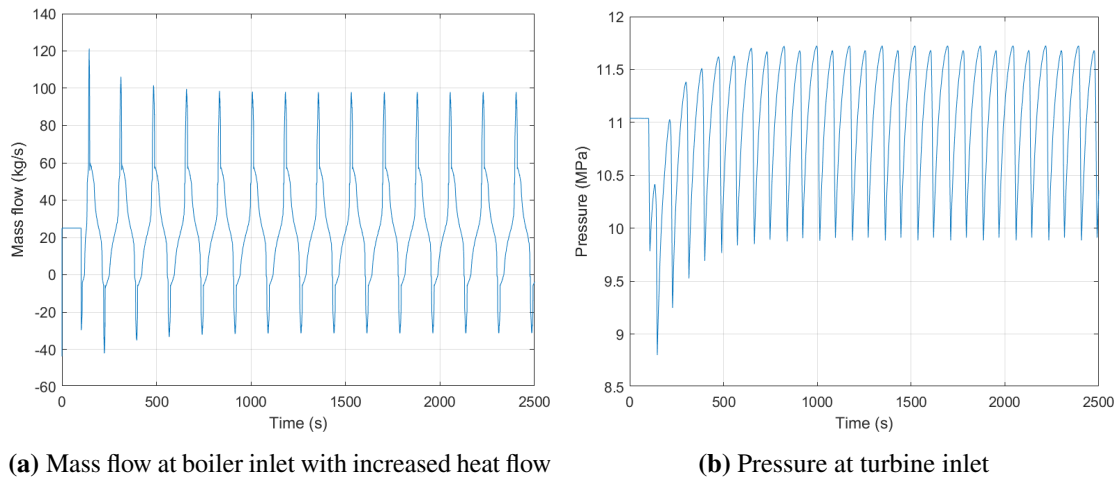 140
120
100
80
60
40
20
0
-20
-40
-60
Mass flow (kg/s)
0 500 1000 1500 2000 2500
Time (s)
(a) Mass flow at boiler inlet with increased heat flow
12
11.5
11
10.5
10
9.5
9
8.5
Pressure (MPa)
0 500 1000 1500 2000 2500
Time (s)
(b) Pressure at turbine inlet